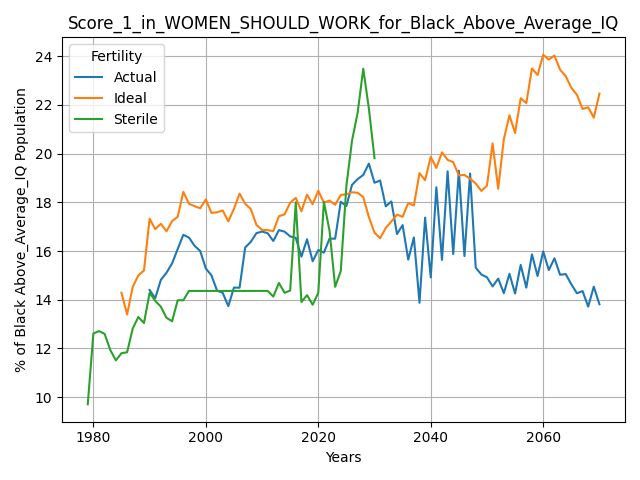 Score_1_in_WOMEN_SHOULD_WORK_for_Black_Above_Average_IQ
Fertility
Actual
Ideal
Sterile
% of Black Above_Average_IQ Population
24
22
20
18
16
14
12
10
1980
2000
2020
2040
2060
Years